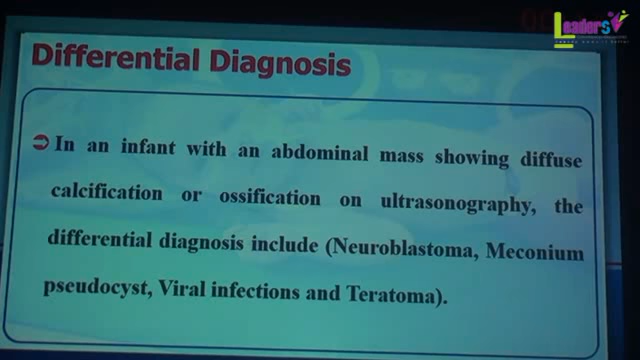 Leaders
Differential Diagnosis
In an infant with an abdominal mass showing diffuse
calcification or ossification on ultrasonography, the
differential diagnosis include (Neuroblastoma, Meconium
pseudocyst, Viral infections and Teratoma).